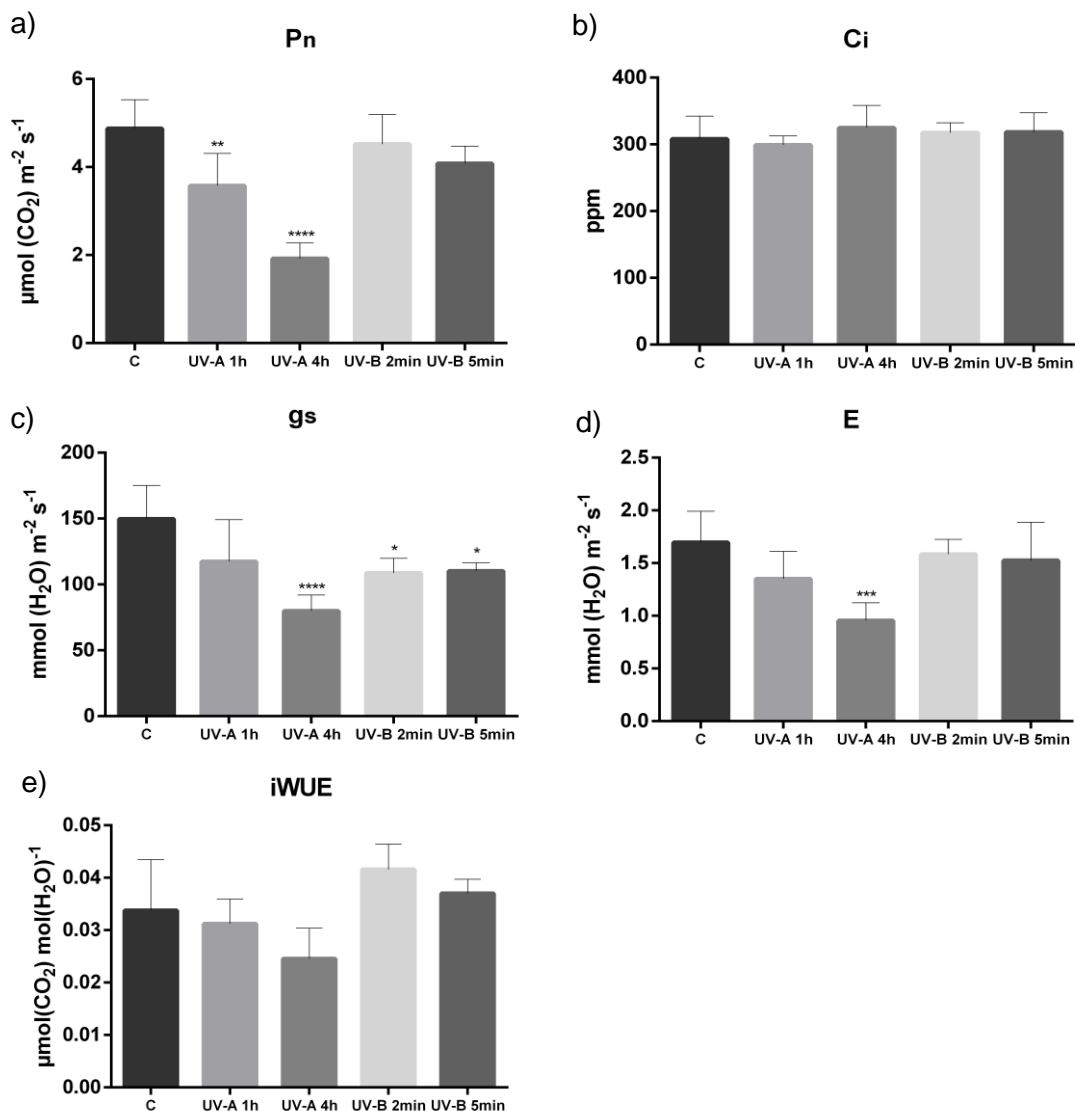 a)
Pn
6
4
2
0
µmol (CO₂) m⁻² s⁻¹
**
****
C UV-A 1h UV-A 4h UV-B 2min UV-B 5min
b)
Ci
400
300
200
100
0
ppm
C UV-A 1h UV-A 4h UV-B 2min UV-B 5min
c)
gs
200
150
100
50
0
mmol (H₂O) m⁻² s⁻¹
****
*
*
C UV-A 1h UV-A 4h UV-B 2min UV-B 5min
d)
E
2.5
2.0
1.5
1.0
0.5
0.0
mmol (H₂O) m⁻² s⁻¹
***
C UV-A 1h UV-A 4h UV-B 2min UV-B 5min
e)
iWUE
0.05
0.04
0.03
0.02
0.01
0.00
µmol(CO₂) mol(H₂O)⁻¹
C UV-A 1h UV-A 4h UV-B 2min UV-B 5min